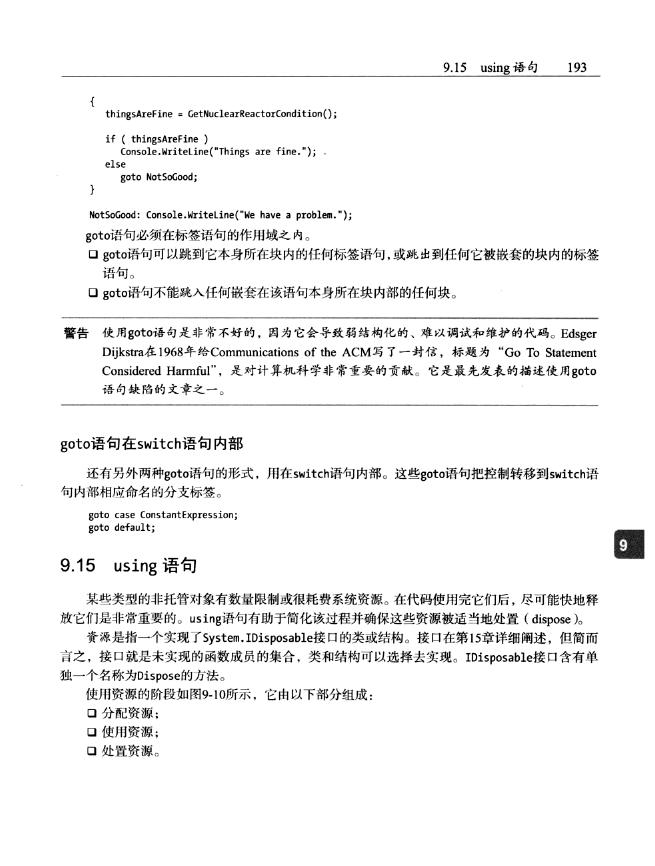 9.15 using语句 193
{
thingsAreFine = GetNuclearReactorCondition();
if ( thingsAreFine )
Console.WriteLine("Things are fine.");
else
goto NotSoGood;
}
NotSoGood: Console.WriteLine("We have a problem.");
goto语句必须在标签语句的作用域之内。
❑ goto语句可以跳到它本身所在块内的任何标签语句,或跳出到任何它被嵌套的块内的标签
语句。
❑ goto语句不能跳入任何嵌套在该语句本身所在块内部的任何块。
警告 使用goto语句是非常不好的,因为它会导致弱结构化的、难以调试和维护的代码。Edsger
Dijkstra在1968年给Communications of the ACM写了一封信,标题为“Go To Statement
Considered Harmful”,是对计算机科学非常重要的贡献。它是最先发表的描述使用goto
语句缺陷的文章之一。
goto语句在switch语句内部
还有另外两种goto语句的形式,用在switch语句内部。这些goto语句把控制转移到switch语
句内部相应命名的分支标签。
goto case ConstantExpression;
goto default;
9
9.15 using 语句
某些类型的非托管对象有数量限制或很耗费系统资源。在代码使用完它们后,尽可能快地释
放它们是非常重要的。using语句有助于简化该过程并确保这些资源被适当地处置(dispose)。
资源是指一个实现了System.IDisposable接口的类或结构。接口在第15章详细阐述,但简而
言之,接口就是未实现的函数成员的集合,类和结构可以选择去实现。IDisposable接口含有单
独一个名称为Dispose的方法。
使用资源的阶段如图9-10所示,它由以下部分组成:
❑ 分配资源;
❑ 使用资源;
❑ 处置资源。